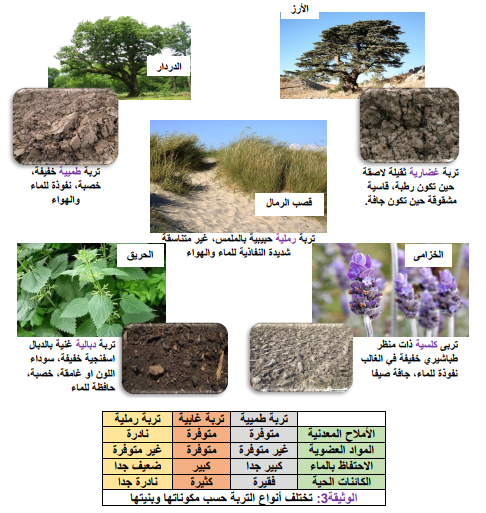 الأرز
الدردار
تربة غضارية ثقيلة لاصقة
حين تكون رطبة، قاسية
مشقوقة حين تكون جافة.
تربة طميية خفيفة،
خصبة، نفوذة للماء
والهواء
قصب الرمال
تربة رملية حبيبية بالملمس، غير متناسقة
شديدة النفاذية للماء والهواء
الخزامى
الحريق
تربى كلسية ذات منظر
طباشيري خفيفة في الغالب
نفوذة للماء، جافة صيفا
تربة دبالية غنية بالدبال
اسفنجية خفيفة، سوداء
اللون او غامقة، خصبة،
حافظة للماء
تربة طميية تربة غابية تربة رملية
الأملاح المعدنية متوفرة متوفرة نادرة
المواد العضوية غير متوفرة متوفرة غير متوفرة
الاحتفاظ بالماء كبير جدا كبير ضعيف جدا
الكائنات الحية فقيرة كثيرة نادرة جدا
الوثيقة3: تختلف أنواع التربة حسب مكوناتها وبنيتها